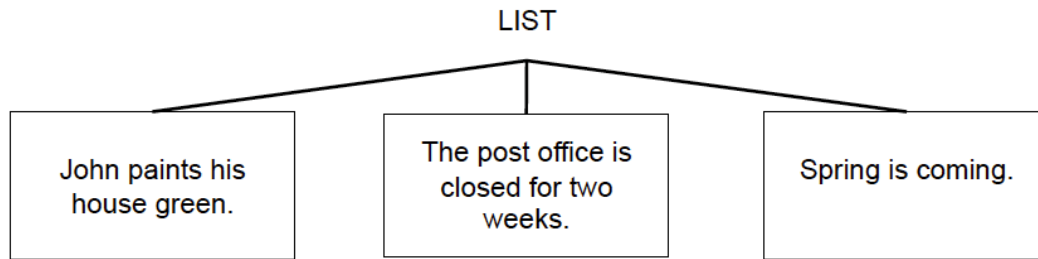 LIST
John paints his
house green.
The post office is
closed for two
weeks.
Spring is coming.